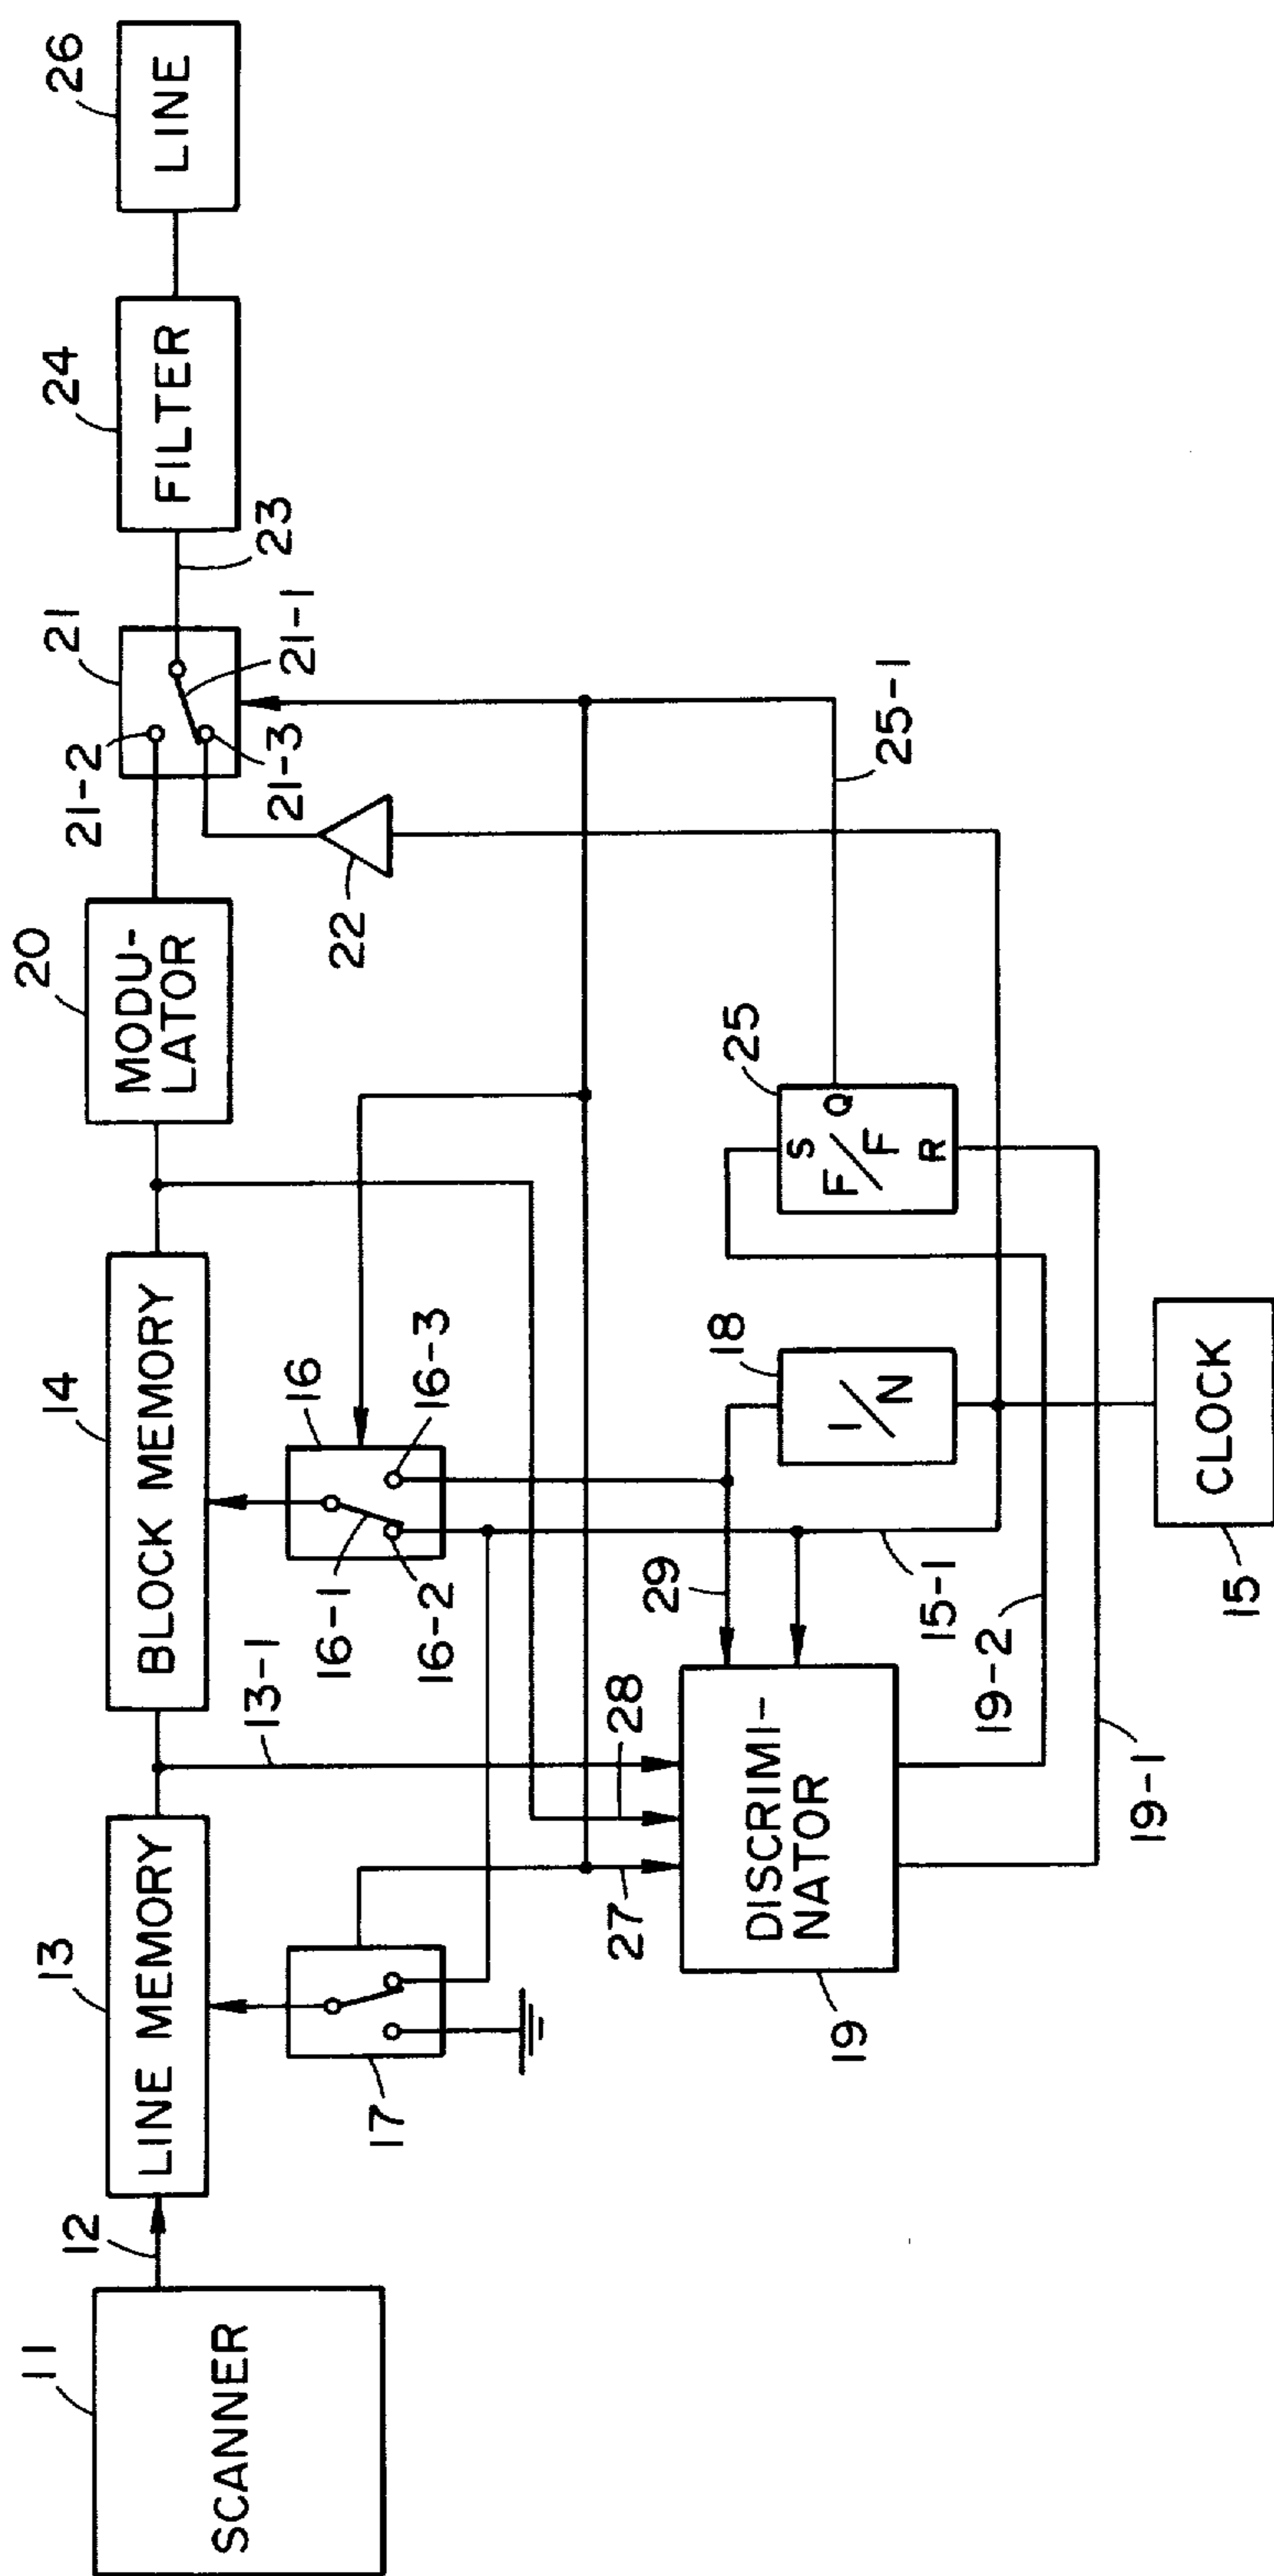 11
SCANNER
12
13
LINE MEMORY
17
13-1
14
BLOCK MEMORY
16
16-1
16-2
16-3
20
MODU-
LATOR
21-2
21
21-1
21-3
22
23
24
FILTER
26
LINE
27
28
29
19
DISCRIMI-
NATOR
15-1
18
1/N
25
S
F/F
Q
R
25-1
19-2
19-1
15
CLOCK